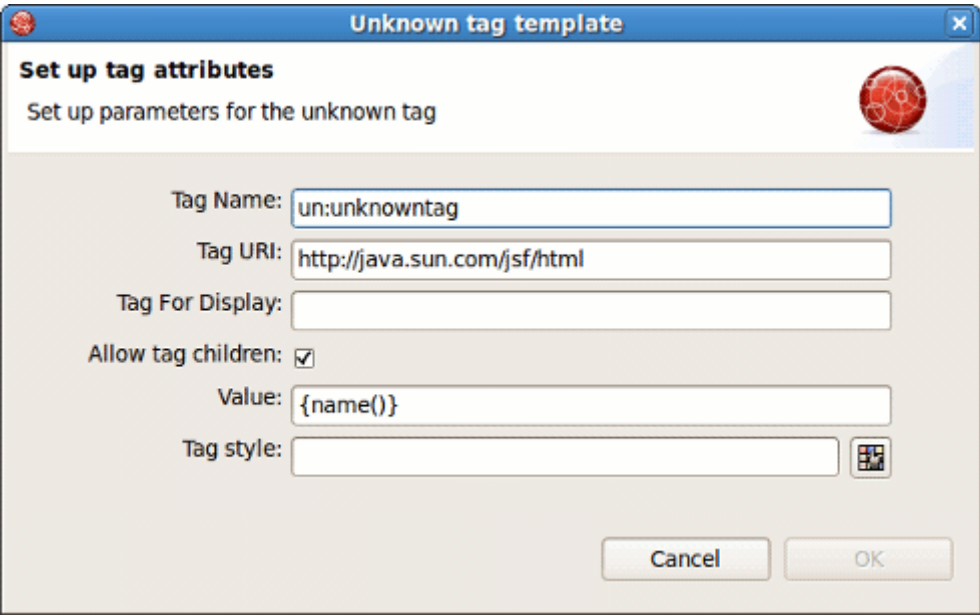 Unknown tag template
Set up tag attributes
Set up parameters for the unknown tag
Tag Name: un:unknowntag
Tag URI: http://java.sun.com/jsf/html
Tag For Display:
Allow tag children:
Value: {name()}
Tag style:
Cancel OK